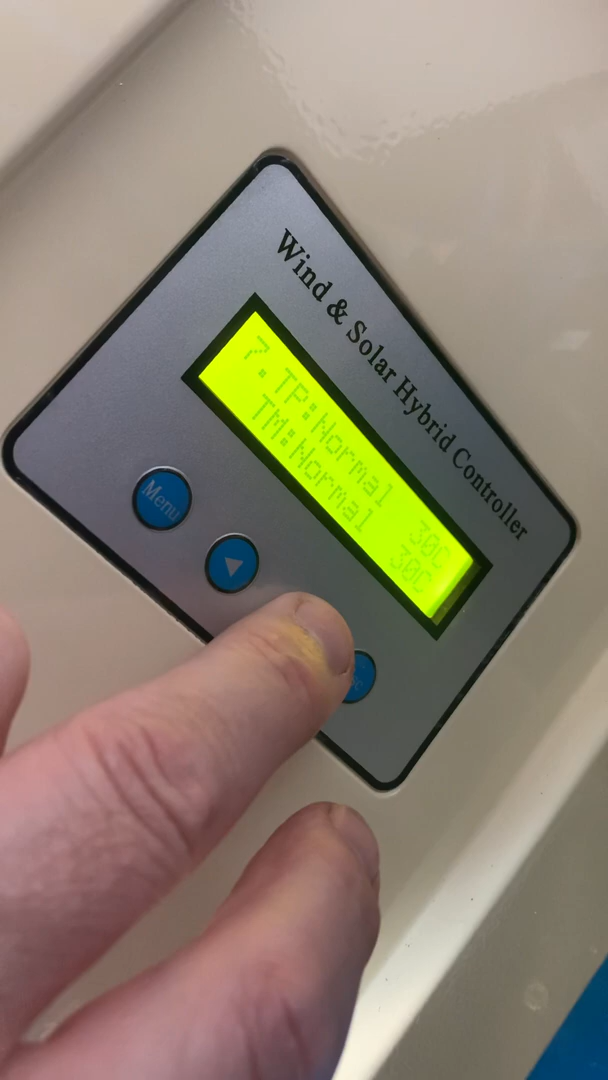 Wind & Solar Hybrid Controller
7.TP:Normal 30C
TM:Normal 30C
Menu